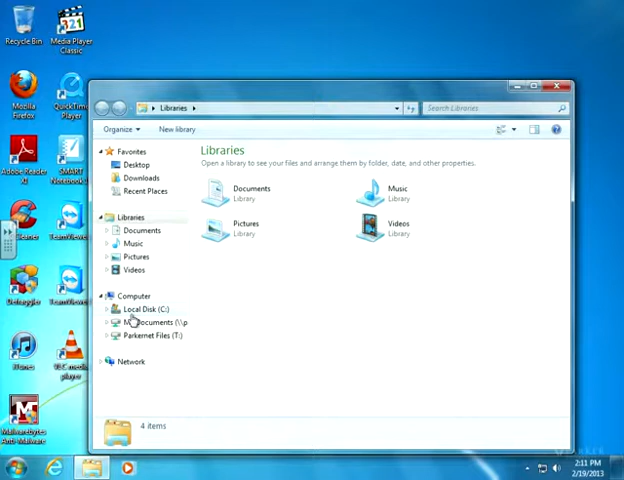 Recycle Bin
Media Player
Classic
Mozilla
Firefox
QuickTime
Player
Adobe Reader
XI
SMART
Notebook
CCleaner
TeamViewer
Defraggler
TeamViewer
iTunes
VLC media
player
Malwarebytes
Anti-Malware
Libraries
Search Libraries
Organize
New library
Favorites
Desktop
Downloads
Recent Places
Libraries
Documents
Music
Pictures
Videos
Computer
Local Disk (C:)
Documents (\\p
Parkernet Files (T:)
Network
Libraries
Open a library to see your files and arrange them by folder, date, and other properties.
Documents
Library
Music
Library
Pictures
Library
Videos
Library
4 items
2:11 PM
2/19/2013